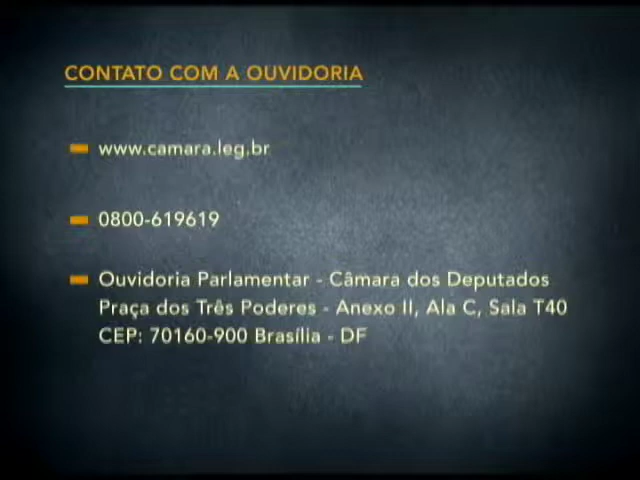 CONTATO COM A OUVIDORIA
www.camara.leg.br
0800-619619
Ouvidoria Parlamentar - Câmara dos Deputados
Praça dos Três Poderes - Anexo II, Ala C, Sala T40
CEP: 70160-900 Brasília - DF